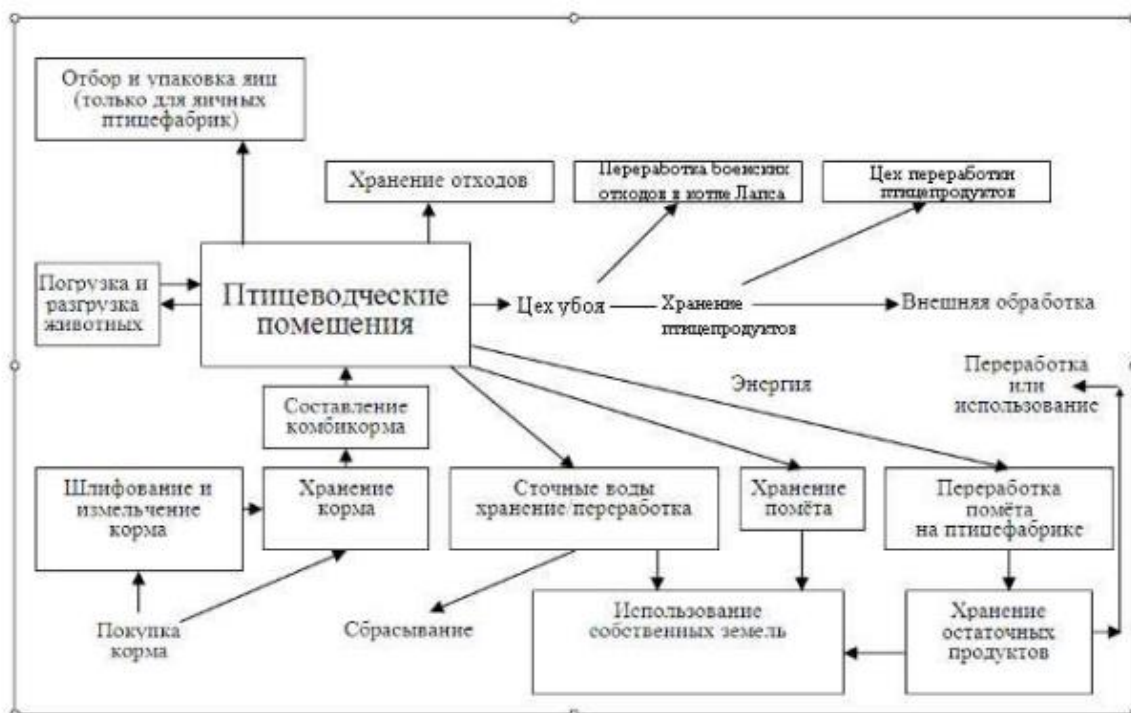 Отбор и упаковка яиц
(только для яичных
птицефабрик)
Хранение отходов
Переработка боенских
отходов в котле Лапса
Цех переработки
птицепродуктов
Погрузка и
разгрузка
животных
Птицеводческие
помещения
Цех убоя
Хранение
птицепродуктов
Внешняя обработка
Энергия
Переработка
или
использование
Составление
комбикорма
Шлифование и
измельчение
корма
Хранение
корма
Сточные воды
хранение/переработка
Хранение
помёта
Переработка
помёта
на птицефабрике
Покупка
корма
Сбрасывание
Использование
собственных земель
Хранение
остаточных
продуктов